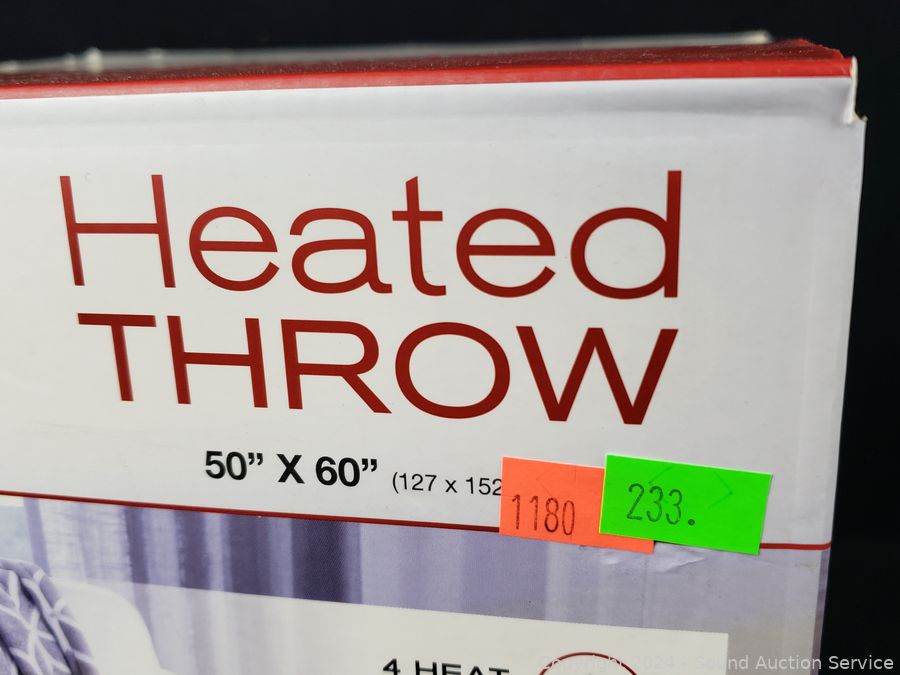 Heated
THROW
50” X 60” (127 x 152
1180
233.
4 HEAT
Copyright 2024 - Sound Auction Service